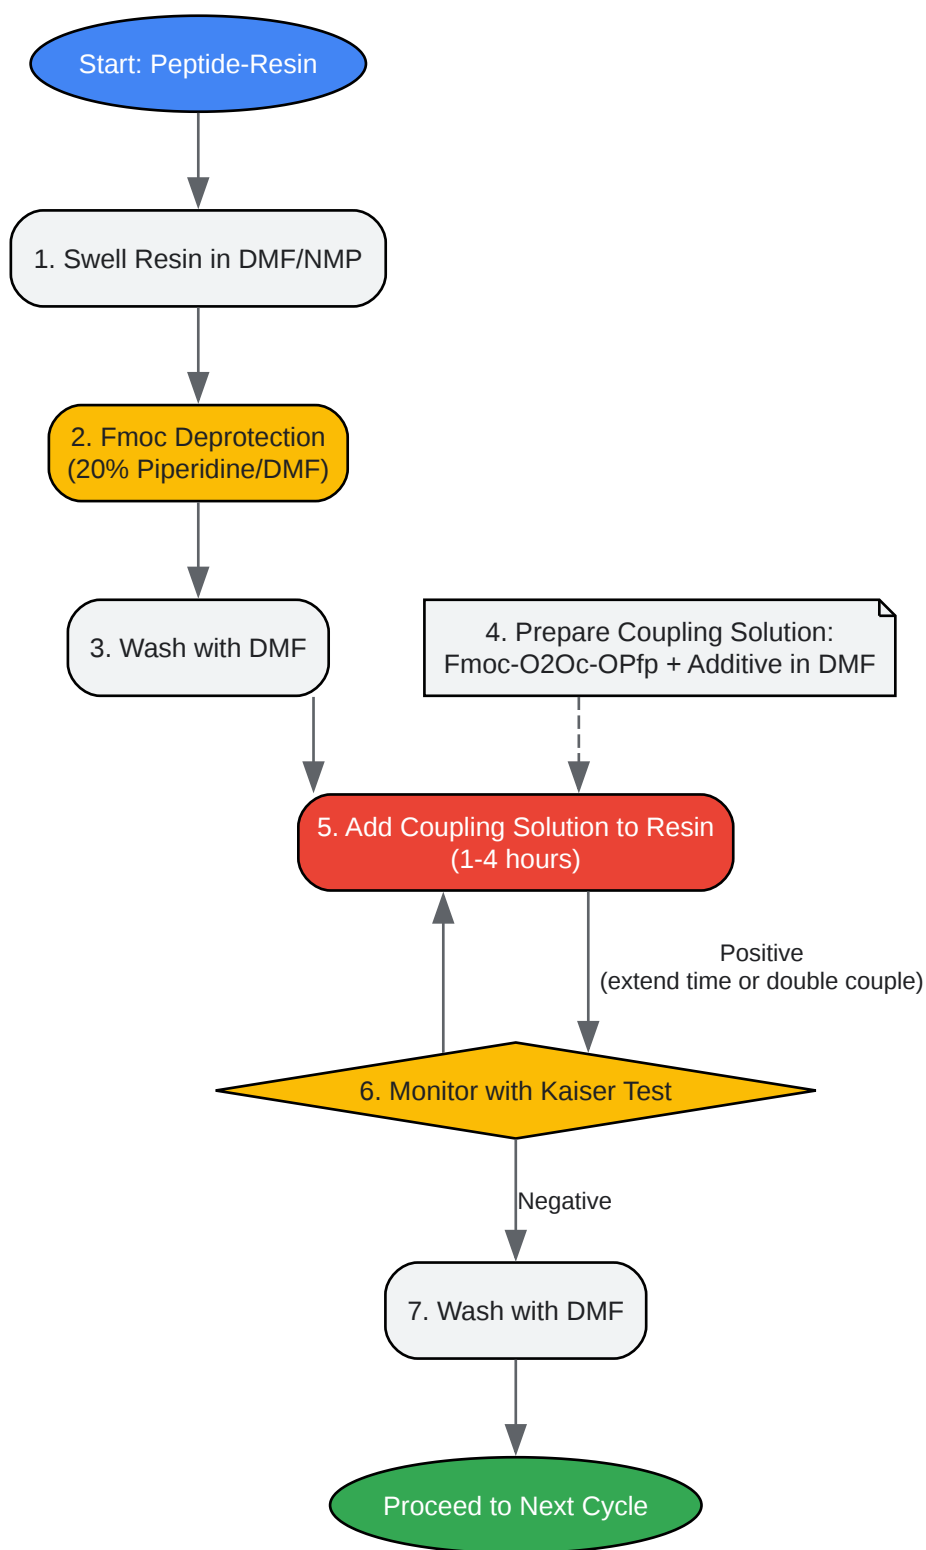 Start: Peptide-Resin
1. Swell Resin in DMF/NMP
2. Fmoc Deprotection
(20% Piperidine/DMF)
3. Wash with DMF
4. Prepare Coupling Solution:
Fmoc-O2Oc-OPfp + Additive in DMF
5. Add Coupling Solution to Resin
(1-4 hours)
Positive
(extend time or double couple)
6. Monitor with Kaiser Test
Negative
7. Wash with DMF
Proceed to Next Cycle